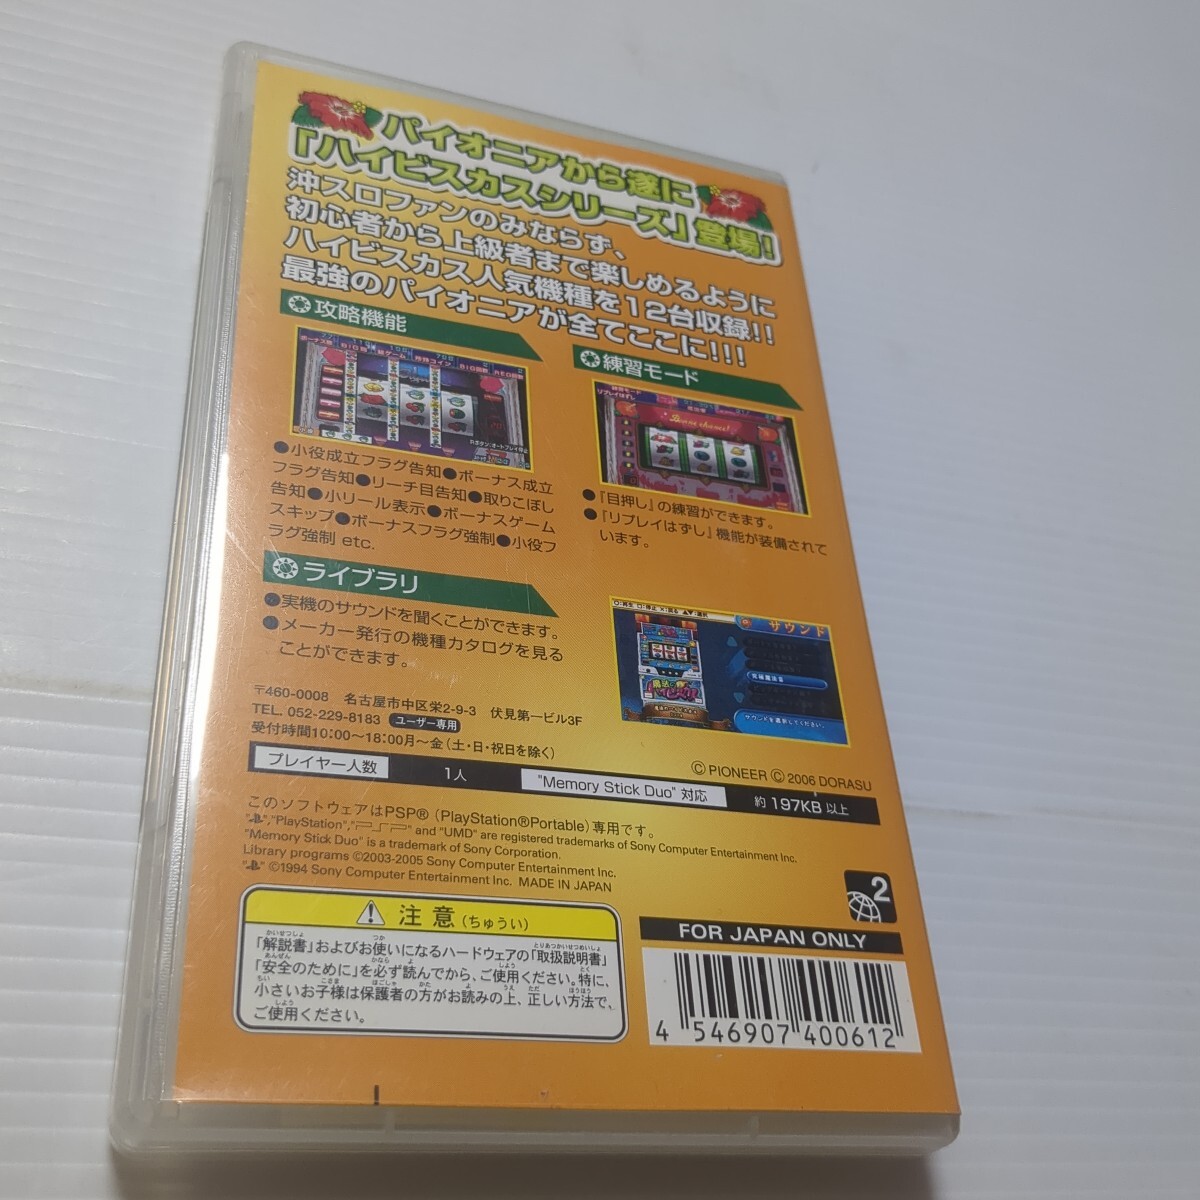 パイオニアから遂に
「ハイビスカスシリーズ」登場!
沖スロファンのみならず、
初心者から上級者まで楽しめるように
ハイビスカス人気機種を12台収録!!
最強のパイオニアが全てここに!!!
攻略機能
●小役成立フラグ告知●ボーナス成立
フラグ告知●リーチ目告知●取りこぼし
告知●小リール表示●ボーナスゲーム
スキップ●ボーナスフラグ強制●小役フ
ラグ強制 etc.
練習モード
●『目押し』の練習ができます。
●『リプレイはずし』機能が装備されて
います。
ライブラリ
●実機のサウンドを聞くことができます。
●メーカー発行の機種カタログを見る
ことができます。
サウンド
サウンドを選択してください。
〒460-0008 名古屋市中区栄2-9-3 伏見第一ビル3F
TEL. 052-229-8183 ユーザー専用
受付時間10:00〜18:00月〜金(土・日・祝日を除く)
Ⓒ PIONEER Ⓒ 2006 DORASU
プレイヤー人数 1人 "Memory Stick Duo" 対応 約 197KB 以上
このソフトウェアはPSP®(PlayStation®Portable)専用です。
" ","PlayStation","PSP" and "UMD" are registered trademarks of Sony Computer Entertainment Inc.
"Memory Stick Duo" is a trademark of Sony Corporation.
Library programs ©2003-2005 Sony Computer Entertainment Inc.
" " ©1994 Sony Computer Entertainment Inc. MADE IN JAPAN
2
注意(ちゅうい)
「解説書」およびお使いになるハードウェアの「取扱説明書」
「安全のために」を必ず読んでから、ご使用ください。特に、
小さいお子様は保護者の方がお読みの上、正しい方法で、
ご使用ください。
FOR JAPAN ONLY
4 546907 400612